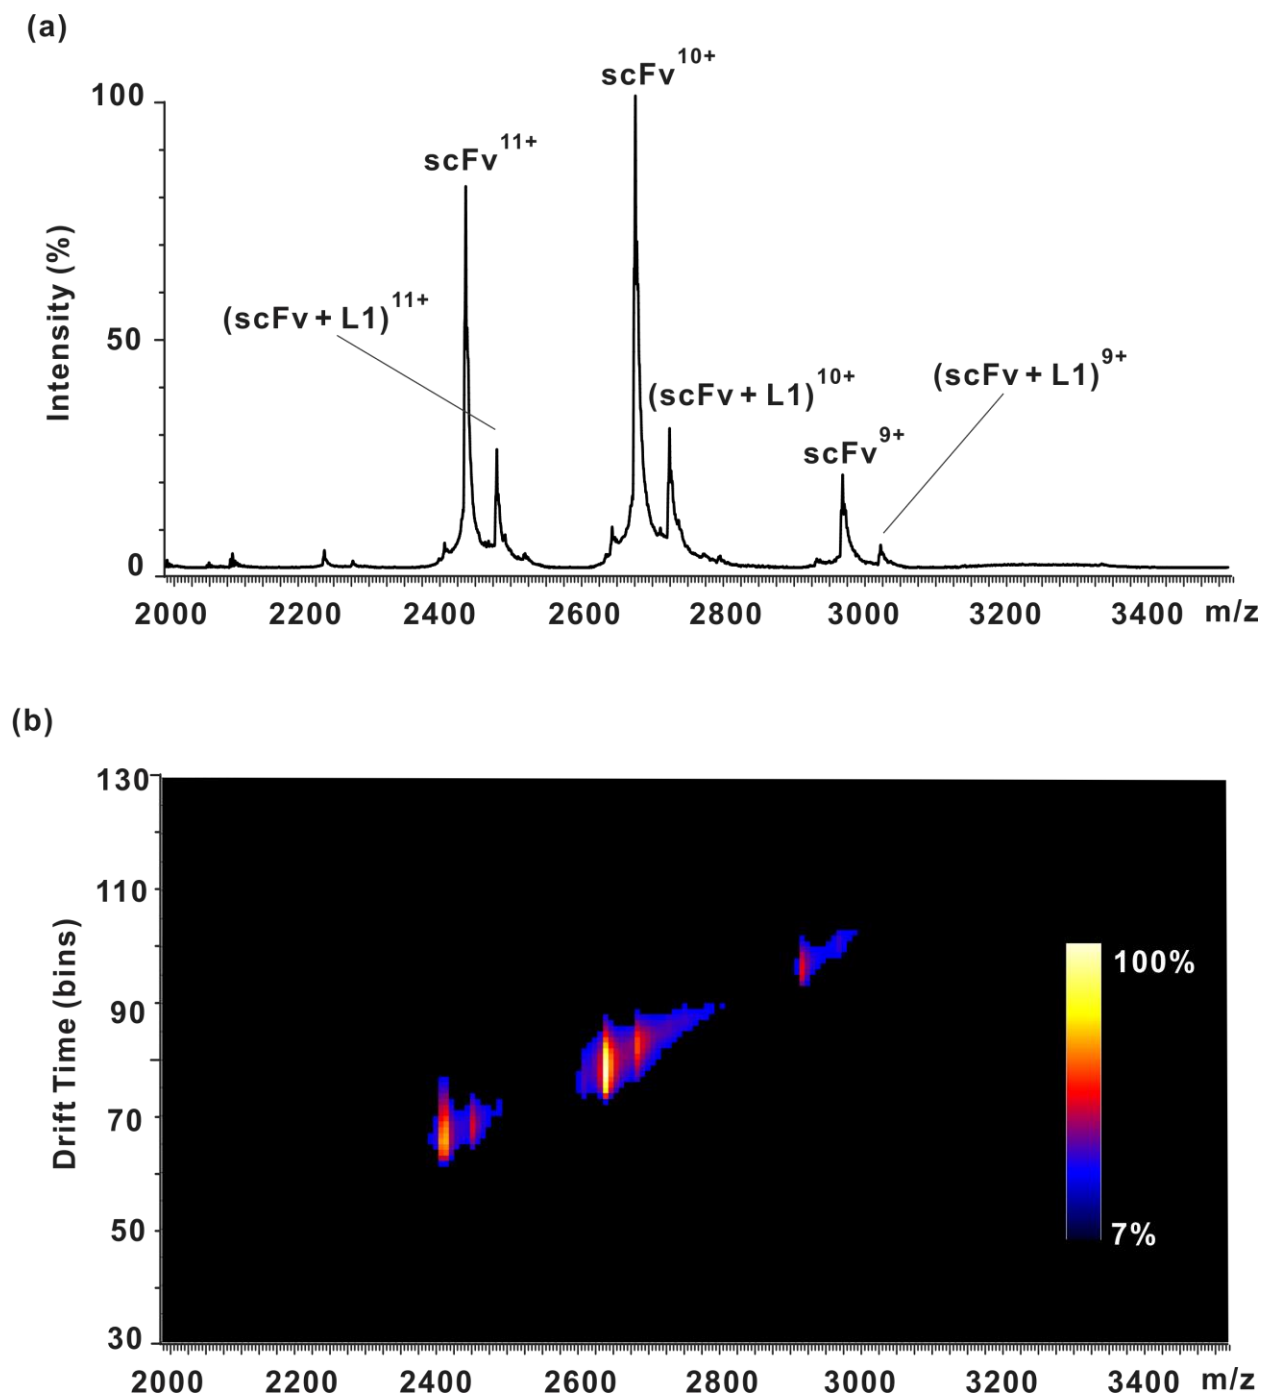 (a)
scFv10+
100
scFv11+
(scFv + L1)11+
(scFv + L1)9+
50
(scFv + L1)10+
scFv9+
0
Intensity (%)
2000 2200 2400 2600 2800 3000 3200 3400 m/z
(b)
130
110
100%
90
70
7%
50
30
Drift Time (bins)
2000 2200 2400 2600 2800 3000 3200 3400 m/z